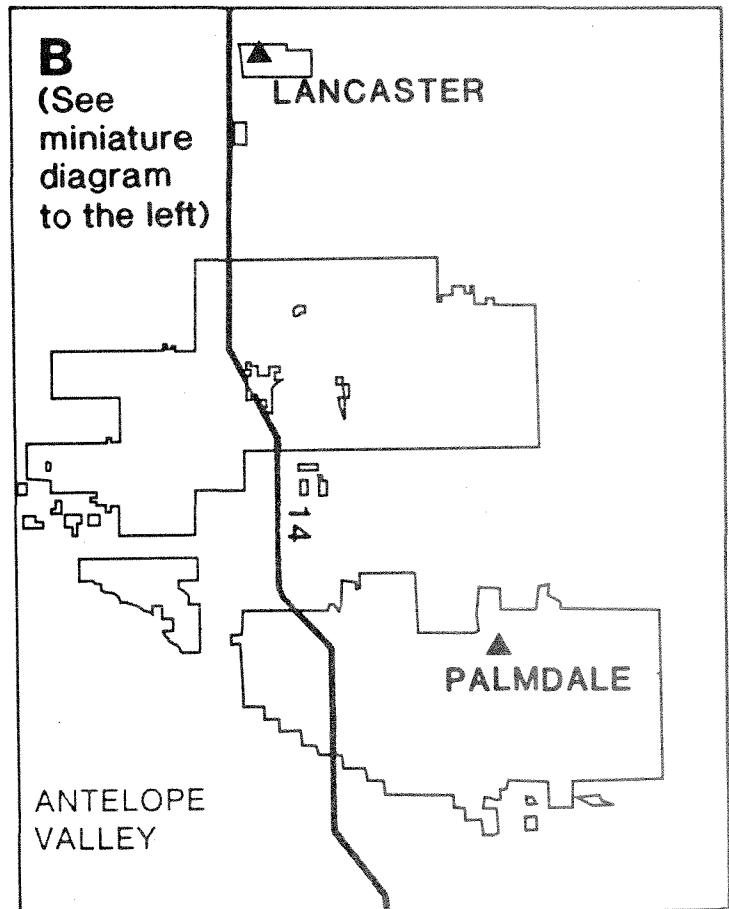 B
(See
miniature
diagram
to the left)
LANCASTER
14
PALMDALE
ANTELOPE
VALLEY